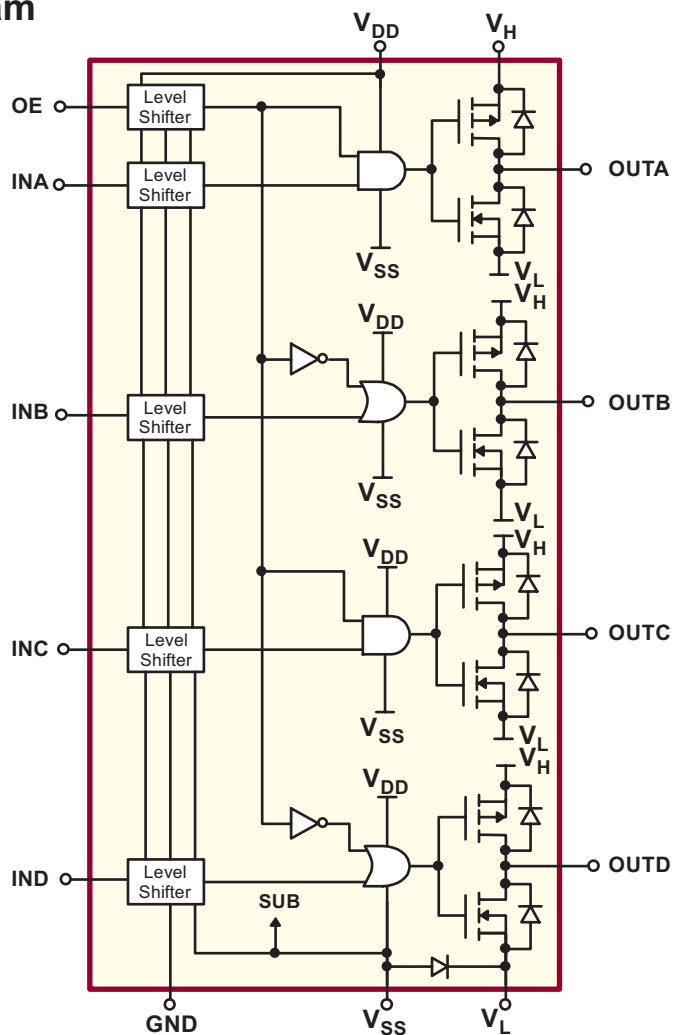 am
VDD
VH
OE
Level
Shifter
INA
Level
Shifter
OUTA
VSS
VL
VH
VDD
INB
Level
Shifter
OUTB
VSS
VL
VH
VDD
INC
Level
Shifter
OUTC
VSS
VL
VH
VDD
IND
Level
Shifter
OUTD
SUB
GND
VSS
VL